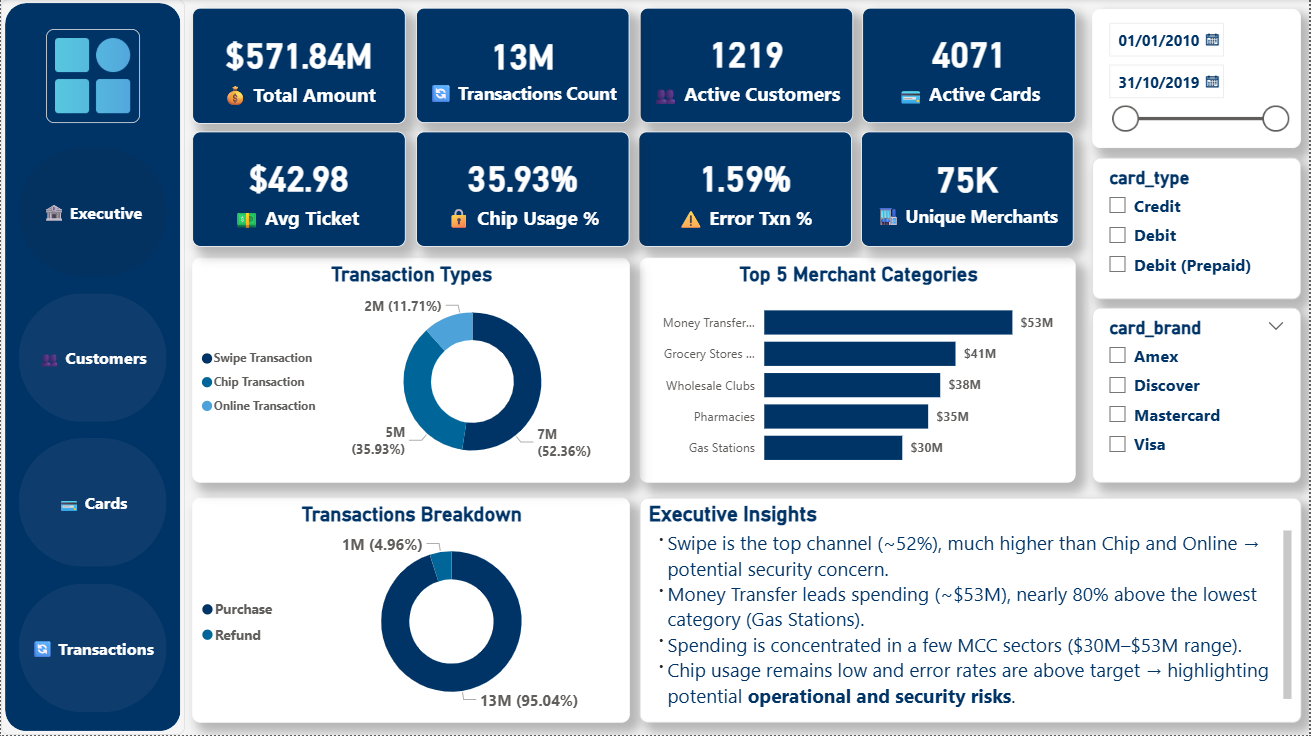 $571.84M
Total Amount
13M
Transactions Count
1219
Active Customers
4071
Active Cards
01/01/2010
31/10/2019
$42.98
Avg Ticket
35.93%
Chip Usage %
1.59%
Error Txn %
75K
Unique Merchants
card_type
Credit
Debit
Debit (Prepaid)
card_brand
Amex
Discover
Mastercard
Visa
Executive
Customers
Cards
Transactions
Transaction Types
2M (11.71%)
Swipe Transaction
Chip Transaction
Online Transaction
5M
(35.93%)
7M
(52.36%)
Top 5 Merchant Categories
Money Transfer... $53M
Grocery Stores ... $41M
Wholesale Clubs $38M
Pharmacies $35M
Gas Stations $30M
Transactions Breakdown
1M (4.96%)
Purchase
Refund
13M (95.04%)
Executive Insights
• Swipe is the top channel (~52%), much higher than Chip and Online →
potential security concern.
• Money Transfer leads spending (~$53M), nearly 80% above the lowest
category (Gas Stations).
• Spending is concentrated in a few MCC sectors ($30M–$53M range).
• Chip usage remains low and error rates are above target → highlighting
potential operational and security risks.